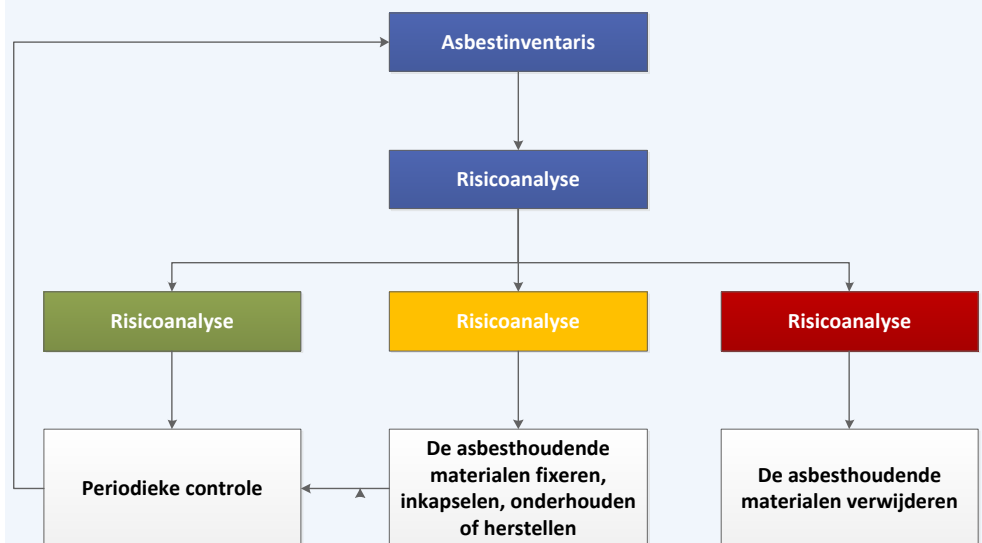 Asbestinventaris
Risicoanalyse
Risicoanalyse
Risicoanalyse
Risicoanalyse
Periodieke controle
De asbesthoudende
materialen fixeren,
inkapselen, onderhouden
of herstellen
De asbesthoudende
materialen verwijderen